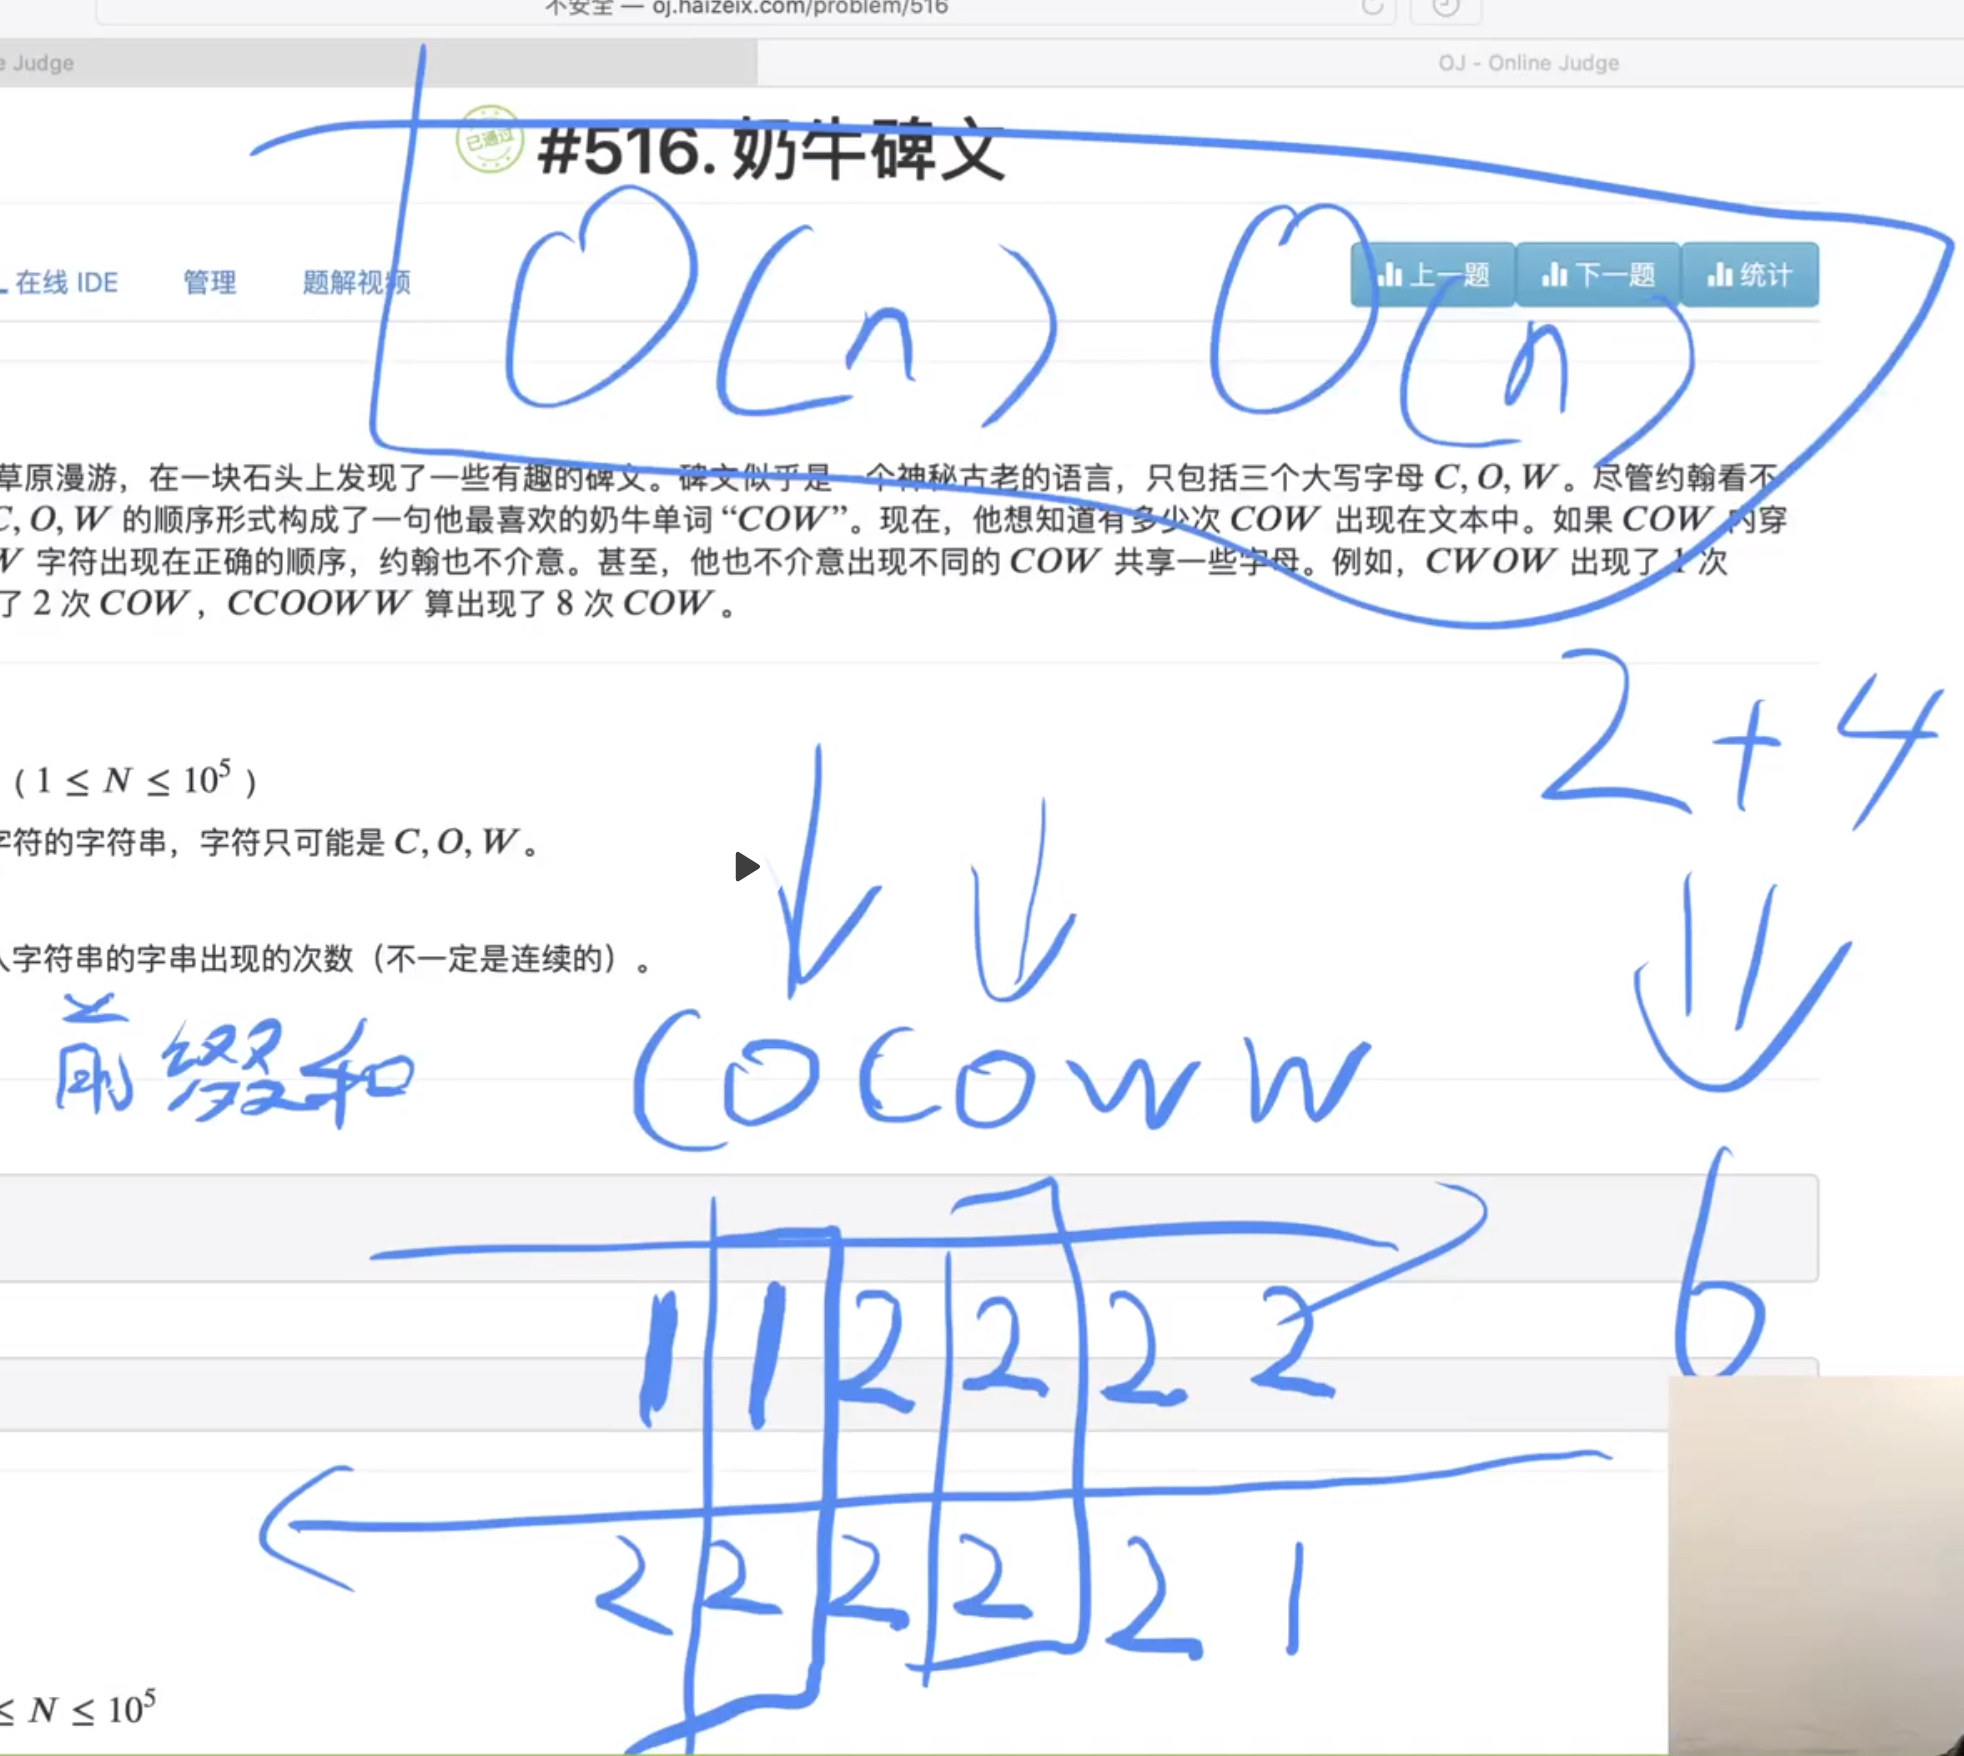 不安全 — oj.haizeix.com/problem/516
e Judge
OJ - Online Judge
已通过
#516. 奶牛碑文
在线 IDE 管理 题解视频 上一题 下一题 统计
O(n) O(n)
草原漫游，在一块石头上发现了一些有趣的碑文。碑文似乎是一个神秘古老的语言，只包括三个大写字母 C, O, W。尽管约翰看不
C, O, W 的顺序形式构成了一句他最喜欢的奶牛单词 “COW”。现在，他想知道有多少次 COW 出现在文本中。如果 COW 内穿
W 字符出现在正确的顺序，约翰也不介意。甚至，他也不介意出现不同的 COW 共享一些字母。例如，CWOW 出现了 1 次
了 2 次 COW，CCOOWW 算出现了 8 次 COW。
2+4
( 1 ≤ N ≤ 10^5 )
字符的字符串，字符只可能是 C, O, W。
入字符串的字串出现的次数（不一定是连续的）。
前缀和 COCOWW
6
1 1 2 2 2 2
2 2 2 2 2 1
≤ N ≤ 10^5